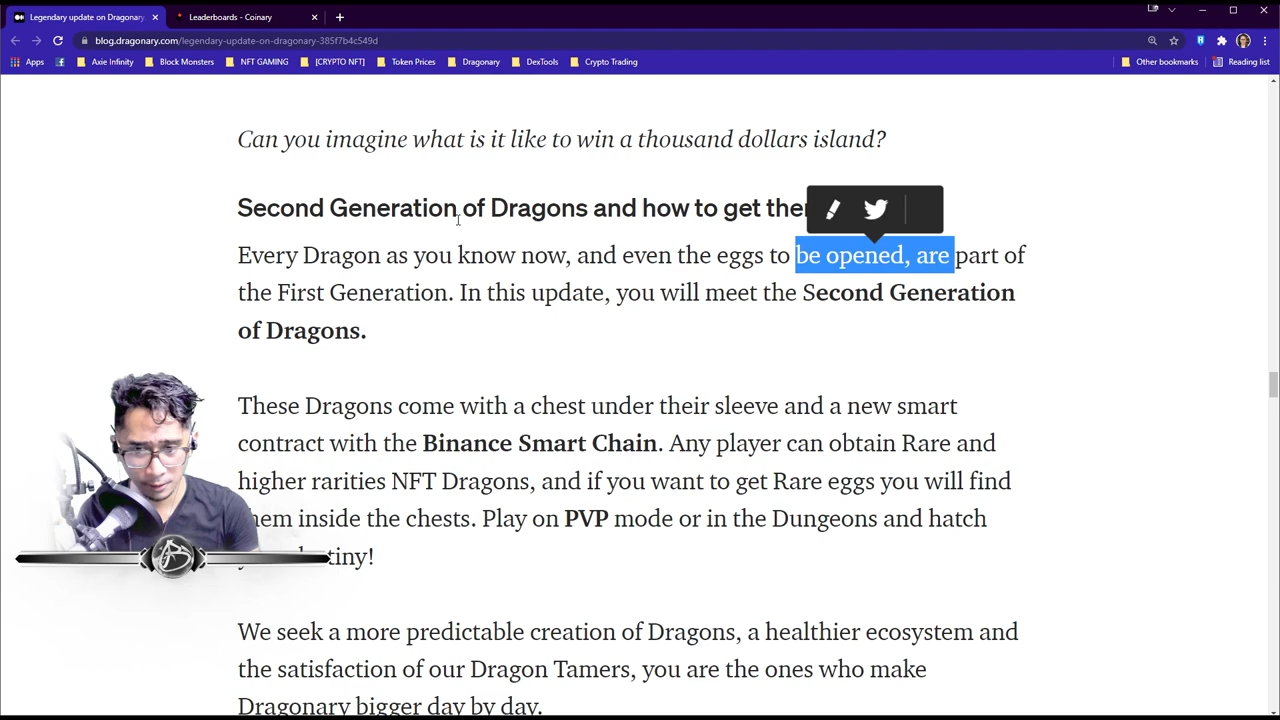 Legendary update on Dragonary
Leaderboards - Coinary
blog.dragonary.com/legendary-update-on-dragonary-385f7b4c549d
Apps
Axie Infinity
Block Monsters
NFT GAMING
[CRYPTO NFT]
Token Prices
Dragonary
DexTools
Crypto Trading
Other bookmarks
Reading list
Can you imagine what is it like to win a thousand dollars island?
Second Generation of Dragons and how to get
Every Dragon as you know now, and even the eggs to be opened, are part of
the First Generation. In this update, you will meet the Second Generation
of Dragons.
These Dragons come with a chest under their sleeve and a new smart
contract with the Binance Smart Chain. Any player can obtain Rare and
higher rarities NFT Dragons, and if you want to get Rare eggs you will find
them inside the chests. Play on PVP mode or in the Dungeons and hatch
tiny!
We seek a more predictable creation of Dragons, a healthier ecosystem and
the satisfaction of our Dragon Tamers, you are the ones who make
Dragonary bigger day by day.